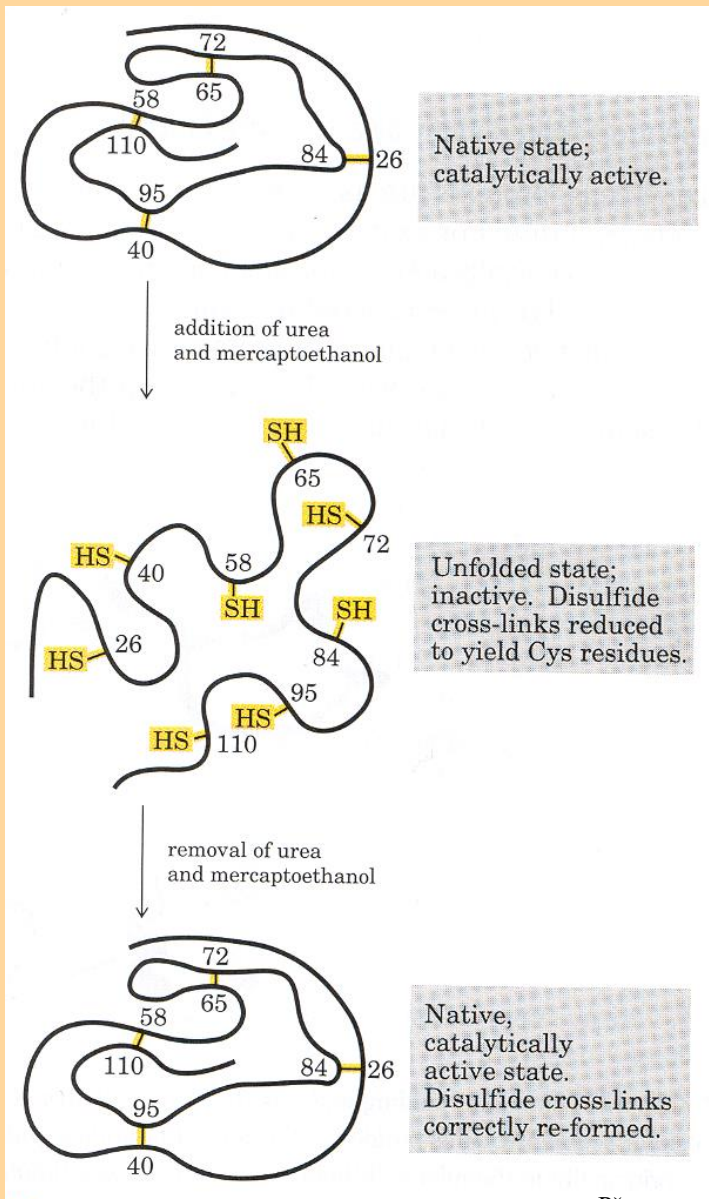 72
65
58
110
84
26
95
40
Native state;
catalytically active.
addition of urea
and mercaptoethanol
SH
65
HS
72
HS
40
58
SH
SH
84
HS
26
95
HS
HS
110
Unfolded state;
inactive. Disulfide
cross-links reduced
to yield Cys residues.
removal of urea
and mercaptoethanol
72
65
58
110
84
26
95
40
Native,
catalytically
active state.
Disulfide cross-links
correctly re-formed.